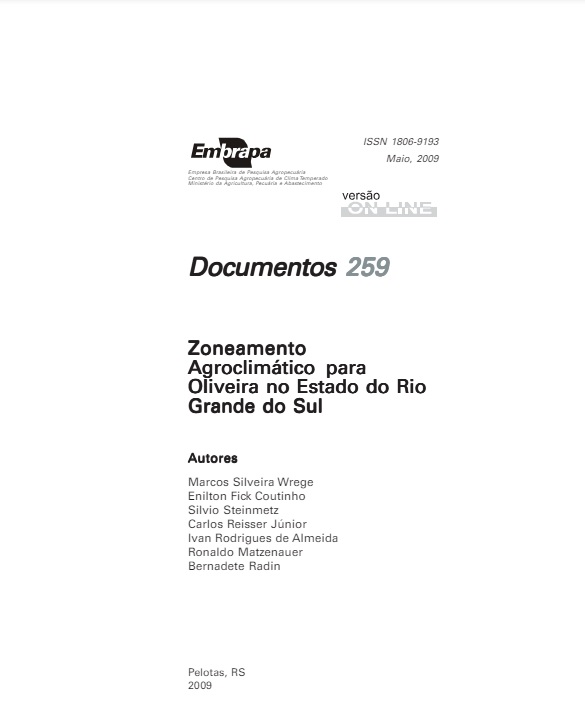 Embrapa
Empresa Brasileira de Pesquisa Agropecuária
Centro de Pesquisa Agropecuária de Clima Temperado
Ministério da Agricultura, Pecuária e Abastecimento
ISSN 1806-9193
Maio, 2009
versão
ON LINE
Documentos 259
Zoneamento
Agroclimático para
Oliveira no Estado do Rio
Grande do Sul
Autores
Marcos Silveira Wrege
Enilton Fick Coutinho
Silvio Steinmetz
Carlos Reisser Júnior
Ivan Rodrigues de Almeida
Ronaldo Matzenauer
Bernadete Radin
Pelotas, RS
2009